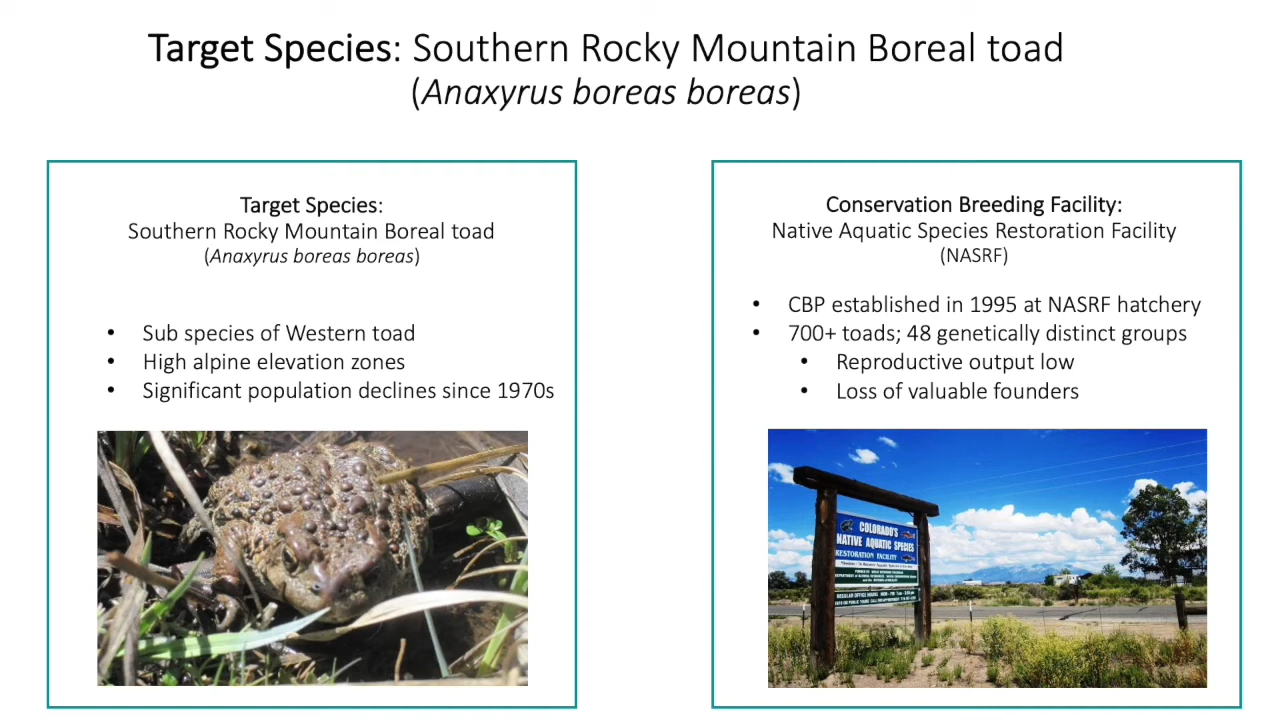 Target Species: Southern Rocky Mountain Boreal toad
(Anaxyrus boreas boreas)
Target Species:
Southern Rocky Mountain Boreal toad
(Anaxyrus boreas boreas)
• Sub species of Western toad
• High alpine elevation zones
• Significant population declines since 1970s
Conservation Breeding Facility:
Native Aquatic Species Restoration Facility
(NASRF)
• CBP established in 1995 at NASRF hatchery
• 700+ toads; 48 genetically distinct groups
• Reproductive output low
• Loss of valuable founders
COLORADO'S
NATIVE AQUATIC SPECIES
RESTORATION FACILITY